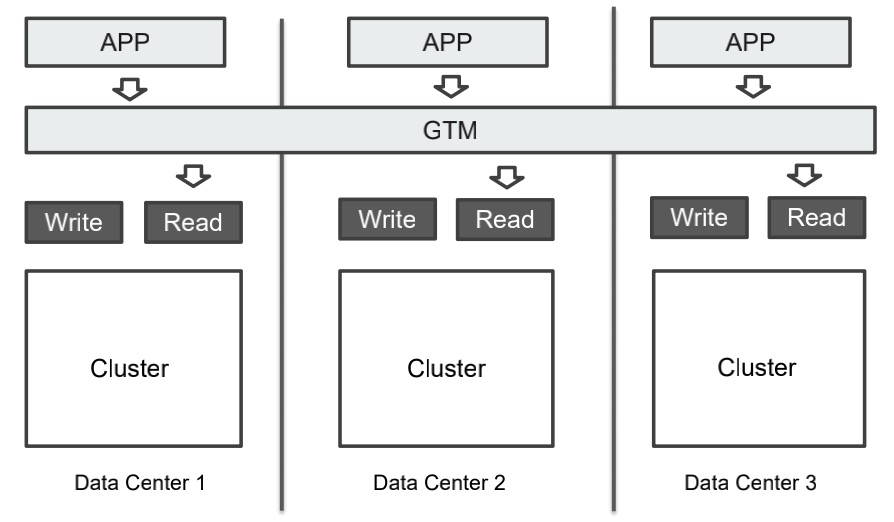 APP
APP
APP
GTM
Write
Read
Write
Read
Write
Read
Cluster
Cluster
Cluster
Data Center 1
Data Center 2
Data Center 3